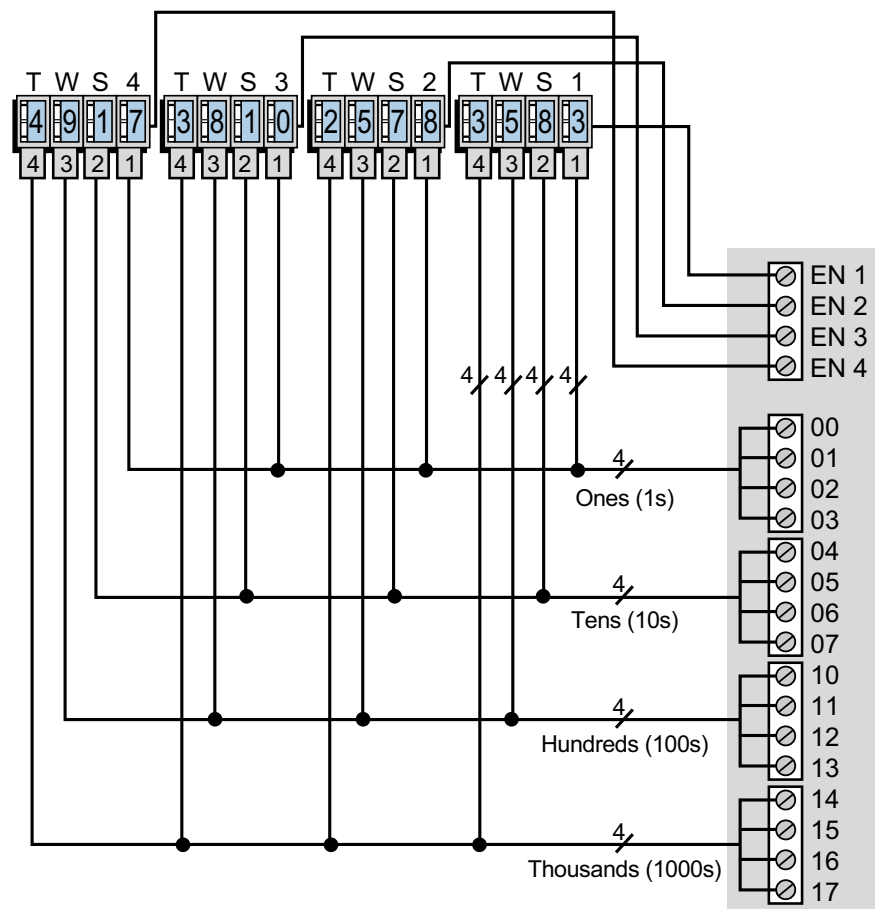 T W S 4 T W S 3 T W S 2 T W S 1
4 9 1 7 3 8 1 0 2 5 7 8 3 5 8 3
4 3 2 1 4 3 2 1 4 3 2 1 4 3 2 1
EN 1
EN 2
EN 3
EN 4
4 4 4 4
00
01
02
03
4
Ones (1s)
04
05
06
07
4
Tens (10s)
10
11
12
13
4
Hundreds (100s)
14
15
16
17
4
Thousands (1000s)